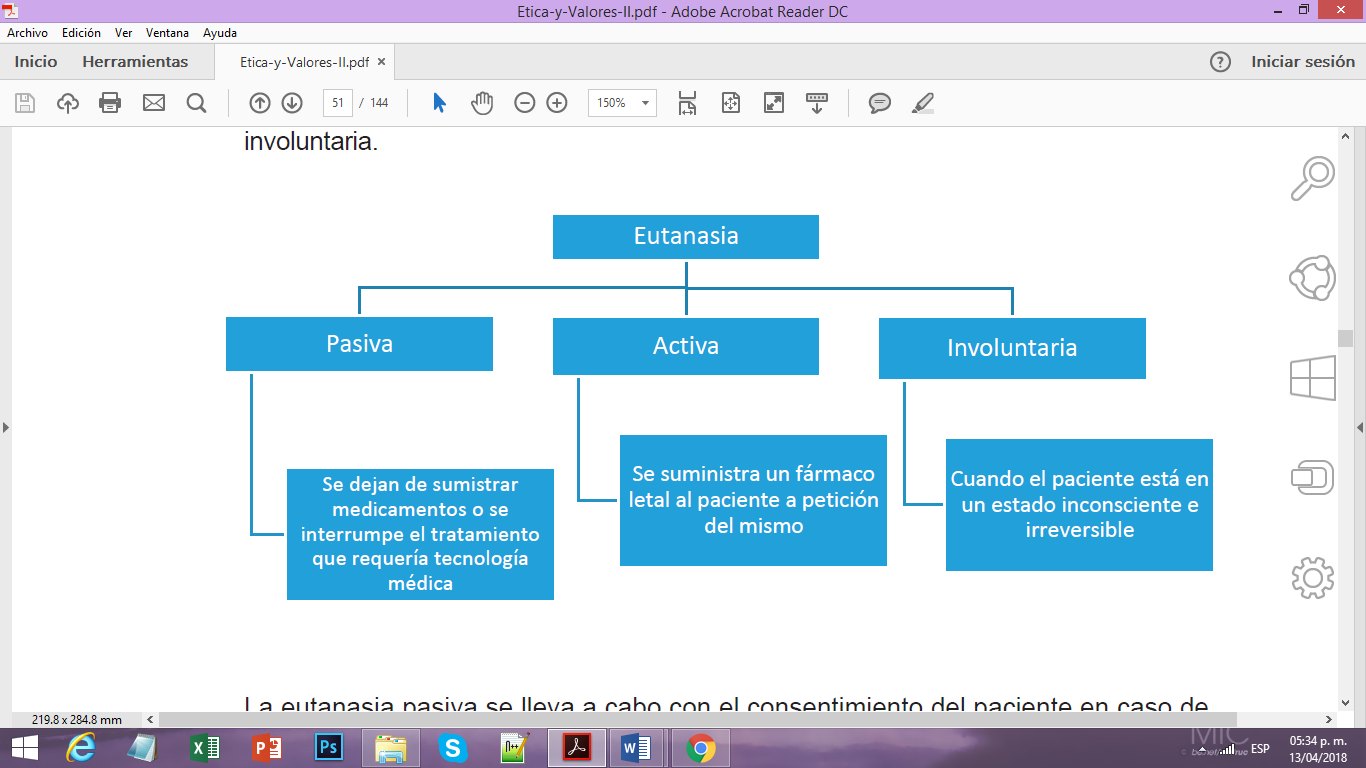 Etica-y-Valores-II.pdf - Adobe Acrobat Reader DC
Archivo Edición Ver Ventana Ayuda
Inicio Herramientas Etica-y-Valores-II.pdf × ? Iniciar sesión
51 / 144 150%
involuntaria.
Eutanasia
Pasiva
Activa
Involuntaria
Se dejan de sumistrar
medicamentos o se
interrumpe el tratamiento
que requería tecnología
médica
Se suministra un fármaco
letal al paciente a petición
del mismo
Cuando el paciente está en
un estado inconsciente e
irreversible
La eutanasia pasiva se lleva a cabo con el consentimiento del paciente en caso de
219.8 x 284.8 mm
ESP
05:34 p. m.
13/04/2018